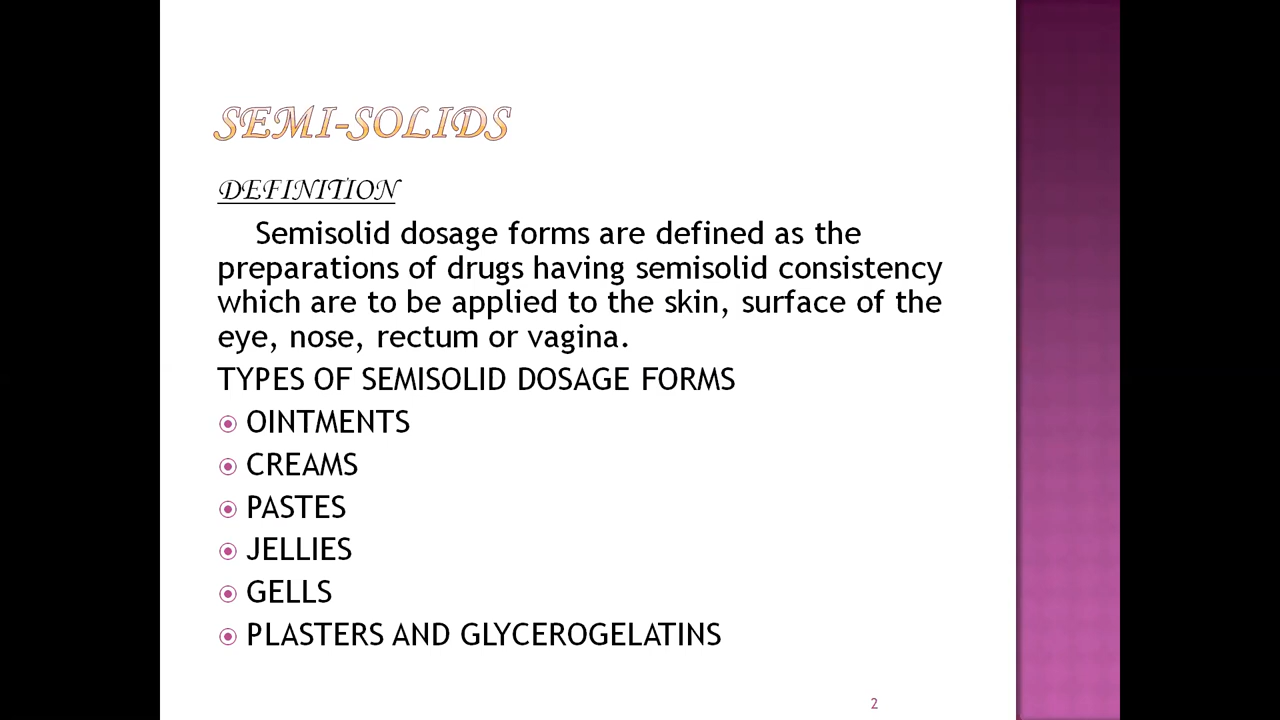 SEMI-SOLIDS
DEFINITION
Semisolid dosage forms are defined as the
preparations of drugs having semisolid consistency
which are to be applied to the skin, surface of the
eye, nose, rectum or vagina.
TYPES OF SEMISOLID DOSAGE FORMS
OINTMENTS
CREAMS
PASTES
JELLIES
GELLS
PLASTERS AND GLYCEROGELATINS
2